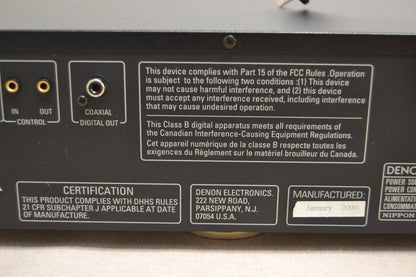 This device complies with Part 15 of the FCC Rules .Operation
is subject to the following two conditions :(1) This device
may not cause harmful interference, and (2) this device
must accept any interference received, including interference
that may cause undesired operation.
This Class B digital apparatus meets all requirements of
the Canadian Interference-Causing Equipment Regulations.
Cet appareil numérique de la classe B respecte toutes les
exigences du Règlement sur le matériel brouilleur du Canada.
IN OUT
CONTROL
COAXIAL
DIGITAL OUT
CERTIFICATION
THIS PRODUCT COMPLIES WITH DHHS RULES
21 CFR SUBCHAPTER J APPLICABLE AT DATE
OF MANUFACTURE.
DENON ELECTRONICS.
222 NEW ROAD,
PARSIPPANY, N.J.
07054 U.S.A.
MANUFACTURED:
January 2000
DENO
POWER SO
POWER CON
ALIMENTATI
CONSOMMAT
NIPPON